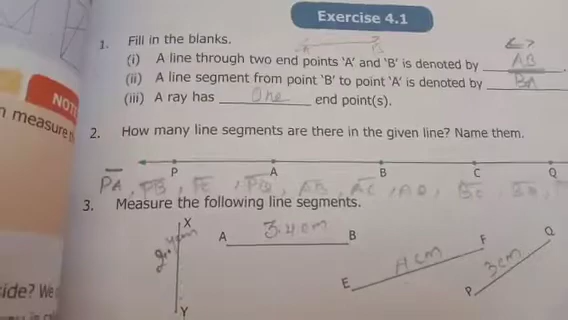 Exercise 4.1
1. Fill in the blanks.
(i) A line through two end points 'A' and 'B' is denoted by AB.
(ii) A line segment from point 'B' to point 'A' is denoted by BA
(iii) A ray has One end point(s).
NOT
measure
2. How many line segments are there in the given line? Name them.
P A B C Q
PA, PB, PC, PQ, AB, AC, AQ, BC, BQ,
3. Measure the following line segments.
X
4cm
Y
A 3.4cm B
E 4cm F
P 3cm Q
ide? We